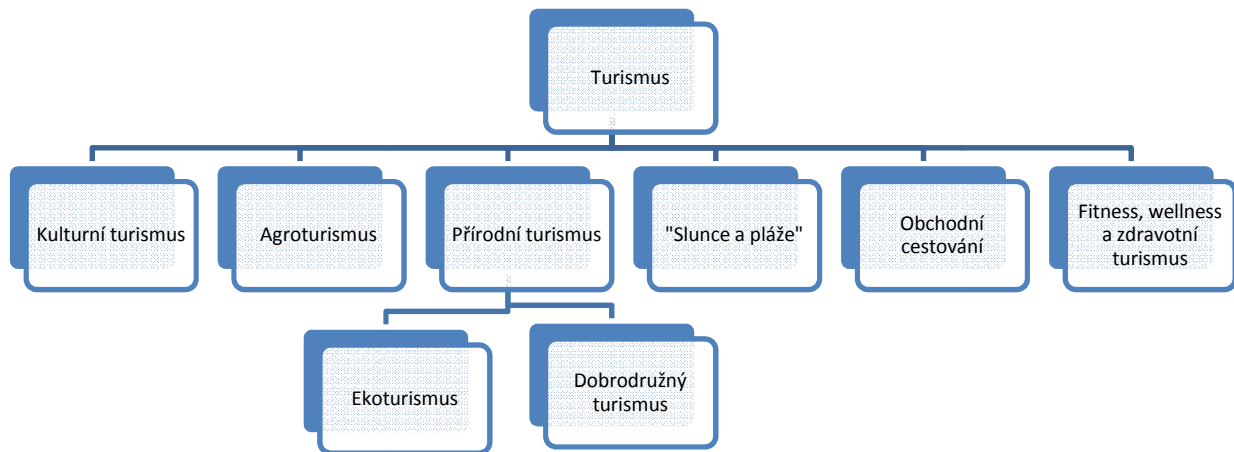 Turismus
Kulturní turismus
Agroturismus
Přírodní turismus
"Slunce a pláže"
Obchodní
cestování
Fitness, wellness
a zdravotní
turismus
Ekoturismus
Dobrodružný
turismus